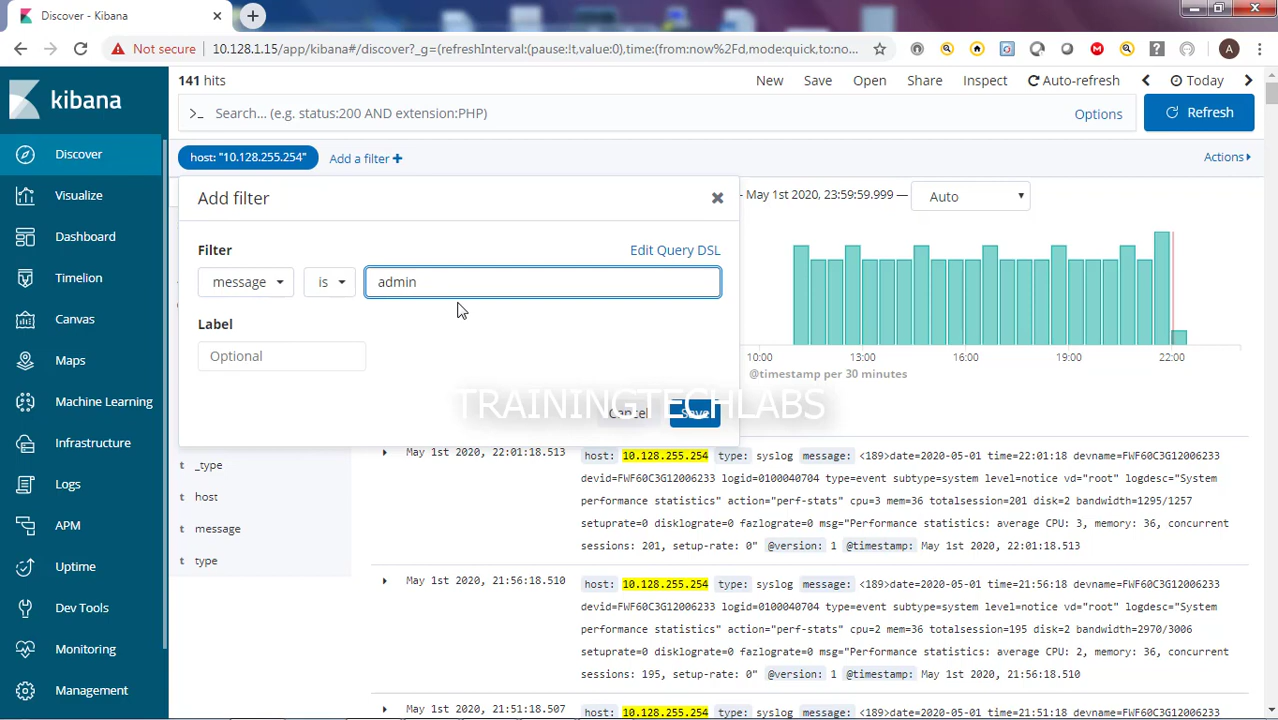 Discover - Kibana
Not secure 10.128.1.15/app/kibana#/discover?_g=(refreshInterval:(pause:!t,value:0),time:(from:now%2Fd,mode:quick,to:no...
A
kibana
Discover
Visualize
Dashboard
Timelion
Canvas
Maps
Machine Learning
Infrastructure
Logs
APM
Uptime
Dev Tools
Monitoring
Management
141 hits
New Save Open Share Inspect Auto-refresh Today
>_ Search... (e.g. status:200 AND extension:PHP) Options Refresh
host: "10.128.255.254" Add a filter + Actions
Add filter
- May 1st 2020, 23:59:59.999 — Auto
Filter Edit Query DSL
message is admin
Label
Optional
Cancel Save
TRAININGTECHLABS
10:00 13:00 16:00 19:00 22:00
@timestamp per 30 minutes
t _type
t host
t message
t type
May 1st 2020, 22:01:18.513 host: 10.128.255.254 type: syslog message: <189>date=2020-05-01 time=22:01:18 devname=FWF60C3G12006233
devid=FWF60C3G12006233 logid=0100040704 type=event subtype=system level=notice vd="root" logdesc="System
performance statistics" action="perf-stats" cpu=3 mem=36 totalsession=201 disk=2 bandwidth=1295/1257
setuprate=0 disklograte=0 fazlograte=0 msg="Performance statistics: average CPU: 3, memory: 36, concurrent
sessions: 201, setup-rate: 0" @version: 1 @timestamp: May 1st 2020, 22:01:18.513
May 1st 2020, 21:56:18.510 host: 10.128.255.254 type: syslog message: <189>date=2020-05-01 time=21:56:18 devname=FWF60C3G12006233
devid=FWF60C3G12006233 logid=0100040704 type=event subtype=system level=notice vd="root" logdesc="System
performance statistics" action="perf-stats" cpu=2 mem=36 totalsession=195 disk=2 bandwidth=2970/3006
setuprate=0 disklograte=0 fazlograte=0 msg="Performance statistics: average CPU: 2, memory: 36, concurrent
sessions: 195, setup-rate: 0" @version: 1 @timestamp: May 1st 2020, 21:56:18.510
May 1st 2020, 21:51:18.507 host: 10.128.255.254 type: syslog message: <189>date=2020-05-01 time=21:51:18 devname=FWF60C3G12006233